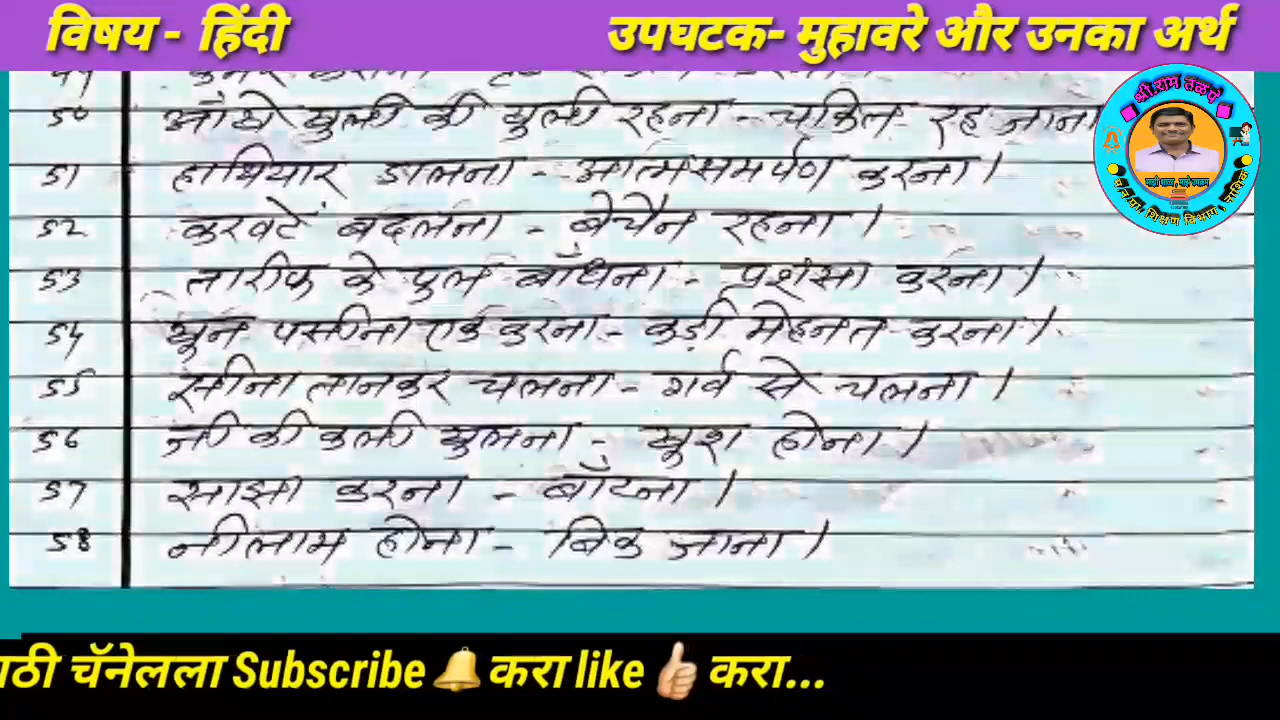 विषय - हिंदी
उपघटक- मुहावरे और उनका अर्थ
50 आँखे खुली की खुली रहना - चकित रह जाना
51 हाथियार डालना - आत्मसमर्पण करना।
52 करवटें बदलना - बेचैन रहना।
53 तारीफ के पुल बाँधना - प्रशंसा करना।
54 खून पसीना एक करना - कड़ी मेहनत करना।
55 सीना तानकर चलना - गर्व से चलना।
56 जी की कली खुलना - खुश होना।
57 साझा करना - बाँटना।
58 नीलाम होना - बिक जाना।
श्री.राम तळपे
म.न.पा. शिक्षण विभाग, नाशिक
ाठी चॅनेलला Subscribe 🔔 करा like 👍 करा...